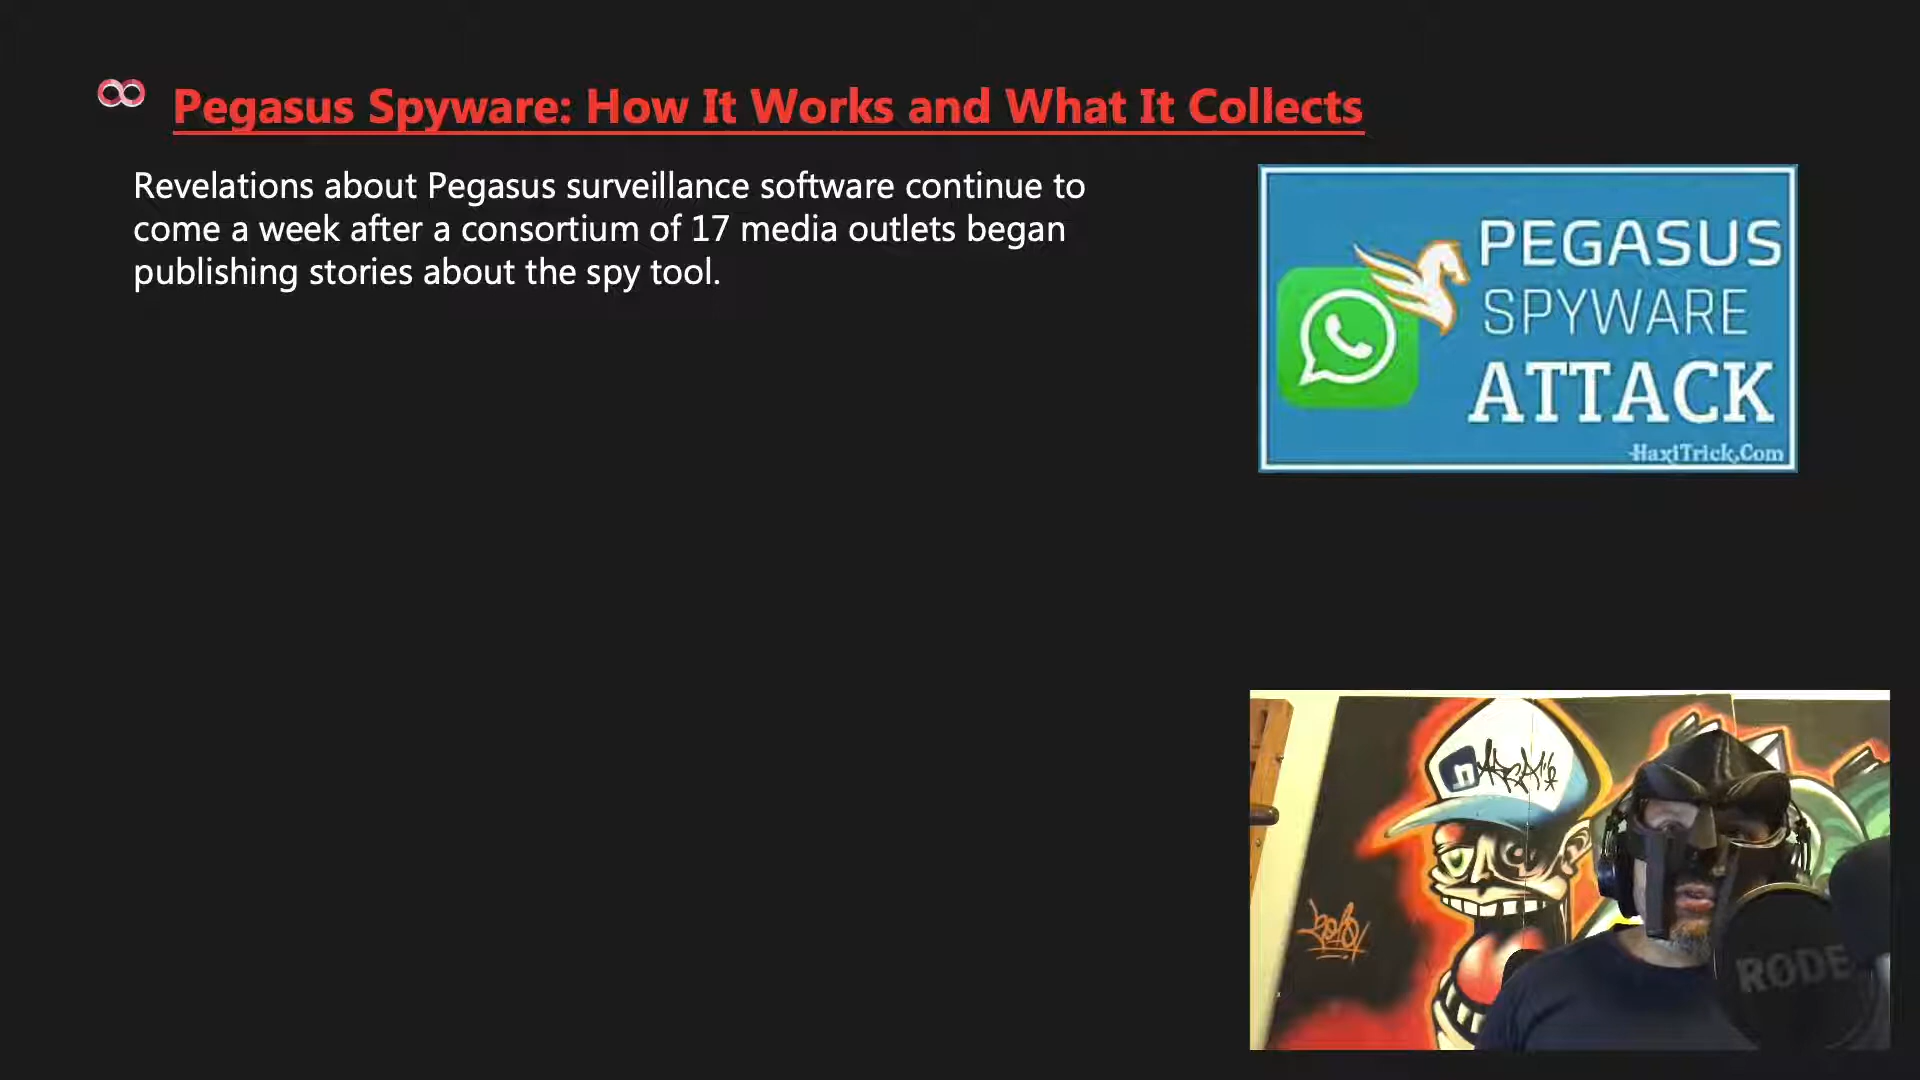 Pegasus Spyware: How It Works and What It Collects
Revelations about Pegasus surveillance software continue to
come a week after a consortium of 17 media outlets began
publishing stories about the spy tool.
PEGASUS
SPYWARE
ATTACK
HaxiTrick.Com
RODE